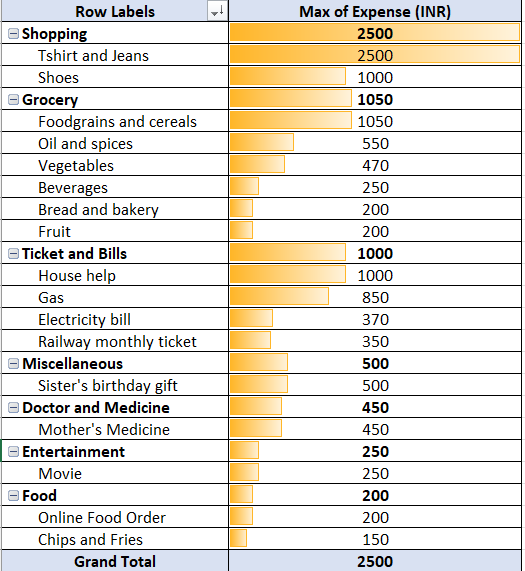 Row Labels Max of Expense (INR)
Shopping 2500
Tshirt and Jeans 2500
Shoes 1000
Grocery 1050
Foodgrains and cereals 1050
Oil and spices 550
Vegetables 470
Beverages 250
Bread and bakery 200
Fruit 200
Ticket and Bills 1000
House help 1000
Gas 850
Electricity bill 370
Railway monthly ticket 350
Miscellaneous 500
Sister's birthday gift 500
Doctor and Medicine 450
Mother's Medicine 450
Entertainment 250
Movie 250
Food 200
Online Food Order 200
Chips and Fries 150
Grand Total 2500